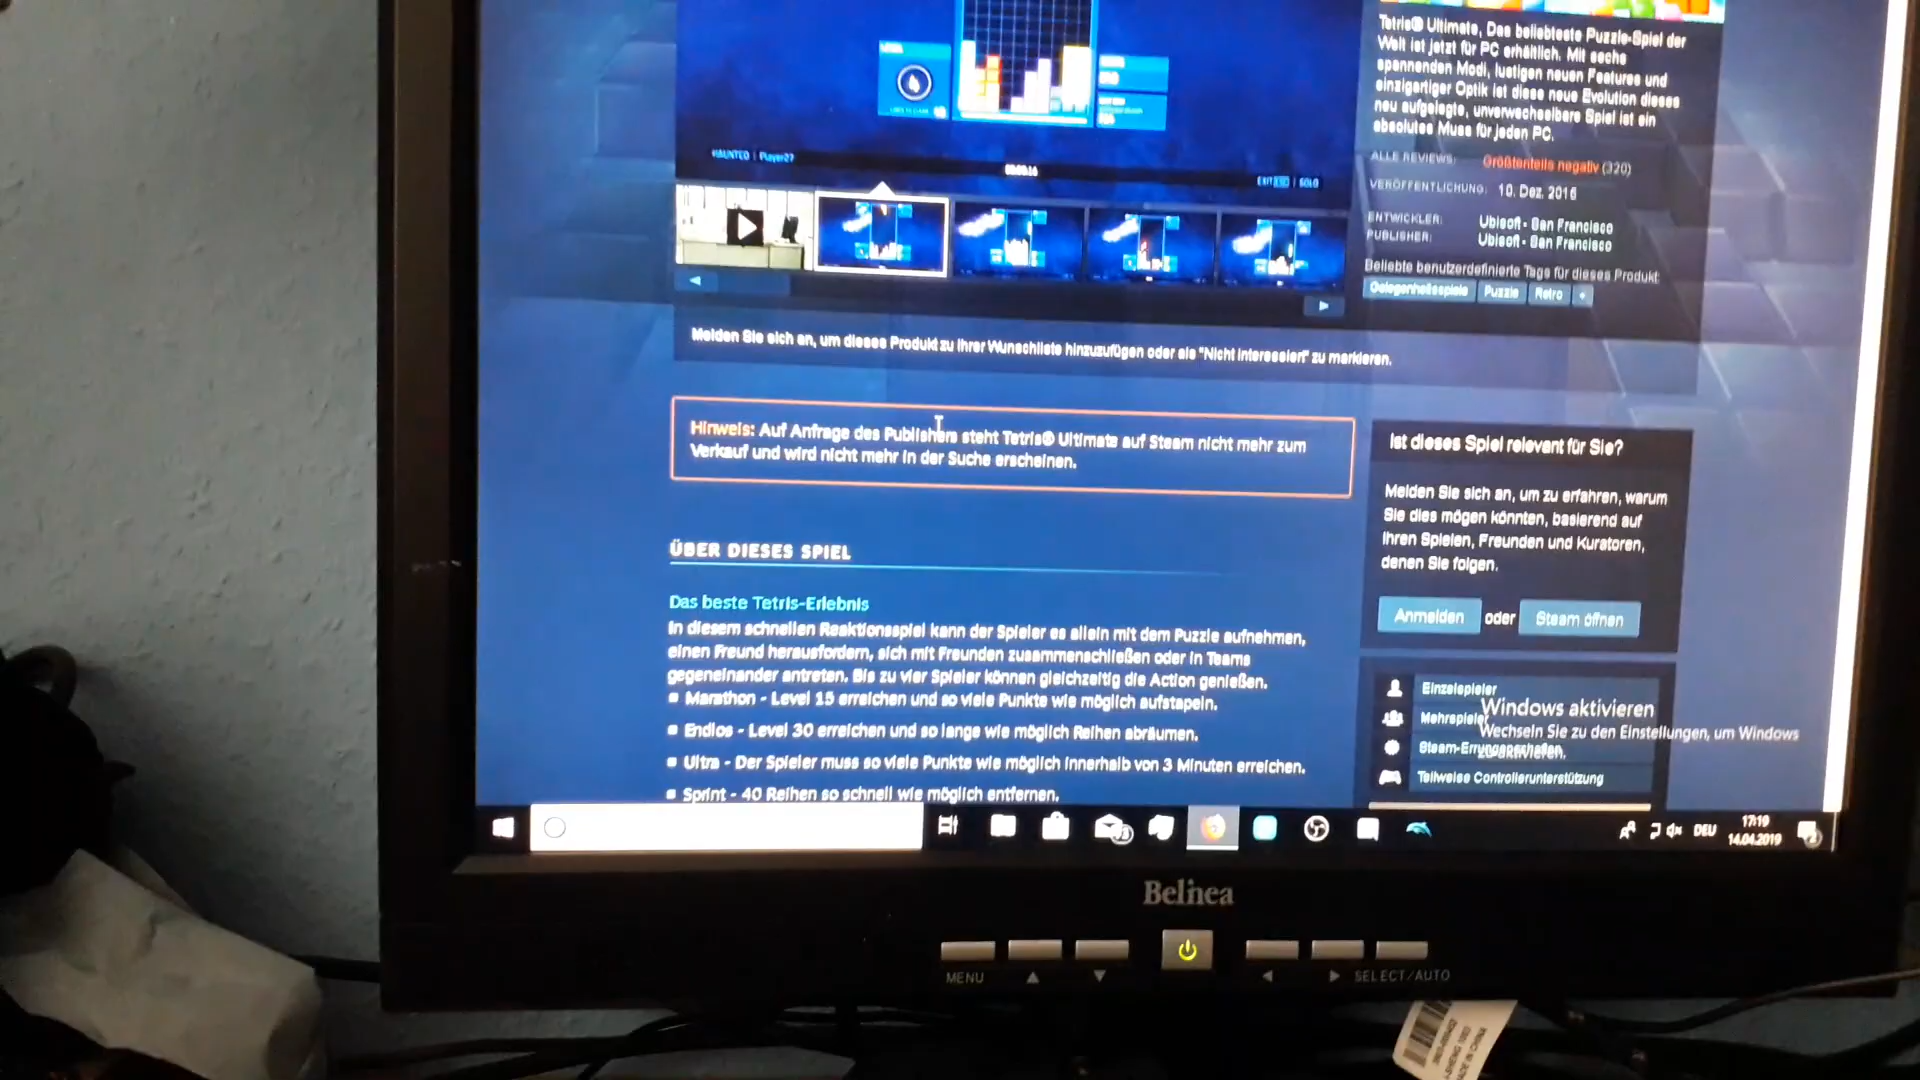 Tetris® Ultimate, Das beliebteste Puzzle-Spiel der
Welt ist jetzt für PC erhältlich. Mit sechs
spannenden Modi, lustigen neuen Features und
einzigartiger Optik ist diese neue Evolution dieses
neu aufgelegte, unverwechselbare Spiel ist ein
absolutes Muss für jeden PC.
ALLE REVIEWS: Größtenteils negativ (320)
VERÖFFENTLICHUNG: 10. Dez. 2016
ENTWICKLER: Ubisoft - San Francisco
PUBLISHER: Ubisoft - San Francisco
Beliebte benutzerdefinierte Tags für dieses Produkt:
Gelegenheitsspiele Puzzle Retro +
HAUNTED | Player27
EXIT ESC | SOLO
Melden Sie sich an, um dieses Produkt zu Ihrer Wunschliste hinzuzufügen oder als "Nicht interessiert" zu markieren.
Hinweis: Auf Anfrage des Publishers steht Tetris® Ultimate auf Steam nicht mehr zum
Verkauf und wird nicht mehr in der Suche erscheinen.
Ist dieses Spiel relevant für Sie?
Melden Sie sich an, um zu erfahren, warum
Sie dies mögen könnten, basierend auf
Ihren Spielen, Freunden und Kuratoren,
denen Sie folgen.
Anmelden oder Steam öffnen
ÜBER DIESES SPIEL
Das beste Tetris-Erlebnis
In diesem schnellen Reaktionsspiel kann der Spieler es allein mit dem Puzzle aufnehmen,
einen Freund herausfordern, sich mit Freunden zusammenschließen oder in Teams
gegeneinander antreten. Bis zu vier Spieler können gleichzeitig die Action genießen.
Marathon - Level 15 erreichen und so viele Punkte wie möglich aufstapeln.
Endlos - Level 30 erreichen und so lange wie möglich Reihen abräumen.
Ultra - Der Spieler muss so viele Punkte wie möglich innerhalb von 3 Minuten erreichen.
Sprint - 40 Reihen so schnell wie möglich entfernen.
Einzelspieler
Mehrspieler
Steam-Errungenschaften
Teilweise Controllerunterstützung
Windows aktivieren
Wechseln Sie zu den Einstellungen, um Windows
zu aktivieren.
DEU
17:19
14.04.2019
Belinea
MENU
SELECT/AUTO